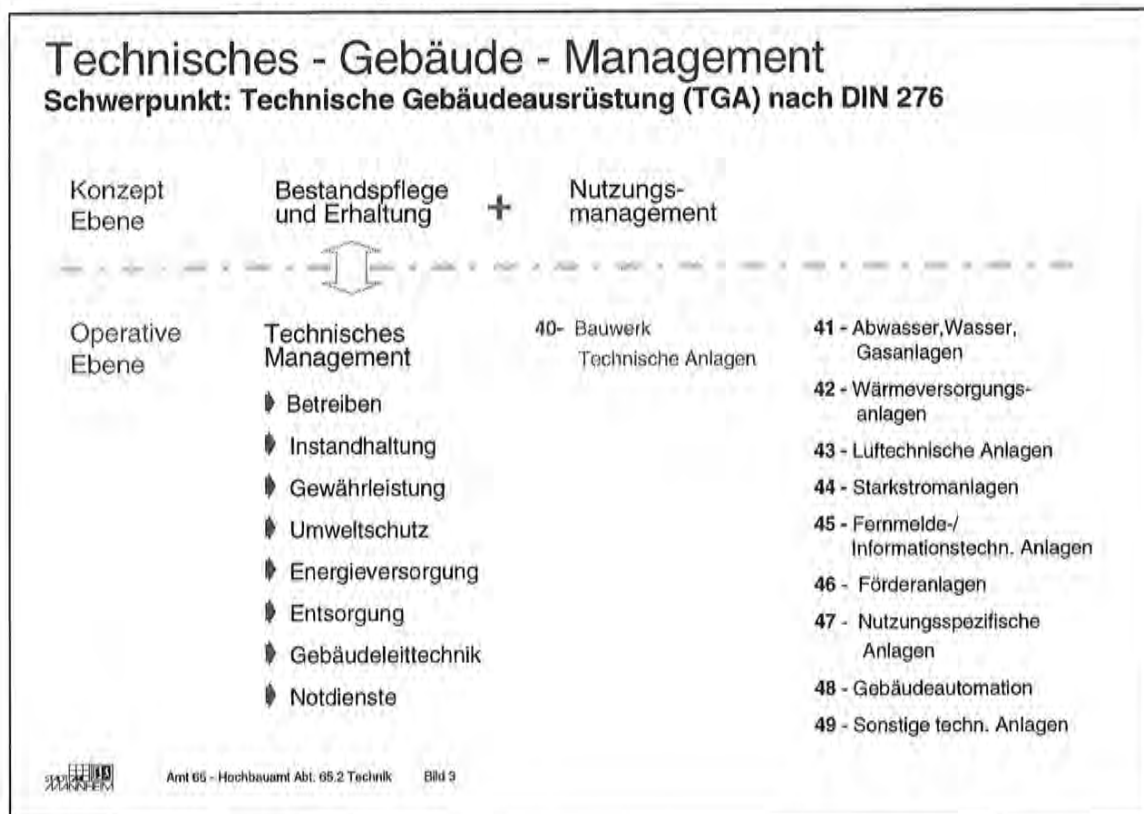 Technisches - Gebäude - Management
Schwerpunkt: Technische Gebäudeausrüstung (TGA) nach DIN 276
Konzept
Ebene
Bestandspflege
und Erhaltung
+
Nutzungs-
management
Operative
Ebene
Technisches
Management
Betreiben
Instandhaltung
Gewährleistung
Umweltschutz
Energieversorgung
Entsorgung
Gebäudeleittechnik
Notdienste
40- Bauwerk
Technische Anlagen
41 - Abwasser,Wasser,
Gasanlagen
42 - Wärmeversorgungs-
anlagen
43 - Luftechnische Anlagen
44 - Starkstromanlagen
45 - Fernmelde-/
Informationstechn. Anlagen
46 - Förderanlagen
47 - Nutzungsspezifische
Anlagen
48 - Gebäudeautomation
49 - Sonstige techn. Anlagen
STADT
MANNHEIM
Amt 65 - Hochbauamt Abt. 65.2 Technik Bild 3